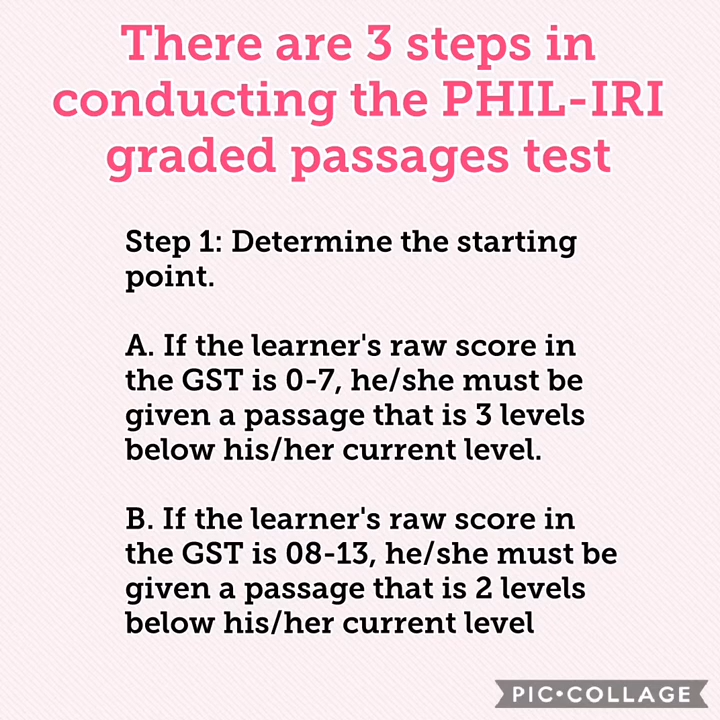 There are 3 steps in
conducting the PHIL-IRI
graded passages test
Step 1: Determine the starting
point.
A. If the learner's raw score in
the GST is 0-7, he/she must be
given a passage that is 3 levels
below his/her current level.
B. If the learner's raw score in
the GST is 08-13, he/she must be
given a passage that is 2 levels
below his/her current level
PIC•COLLAGE